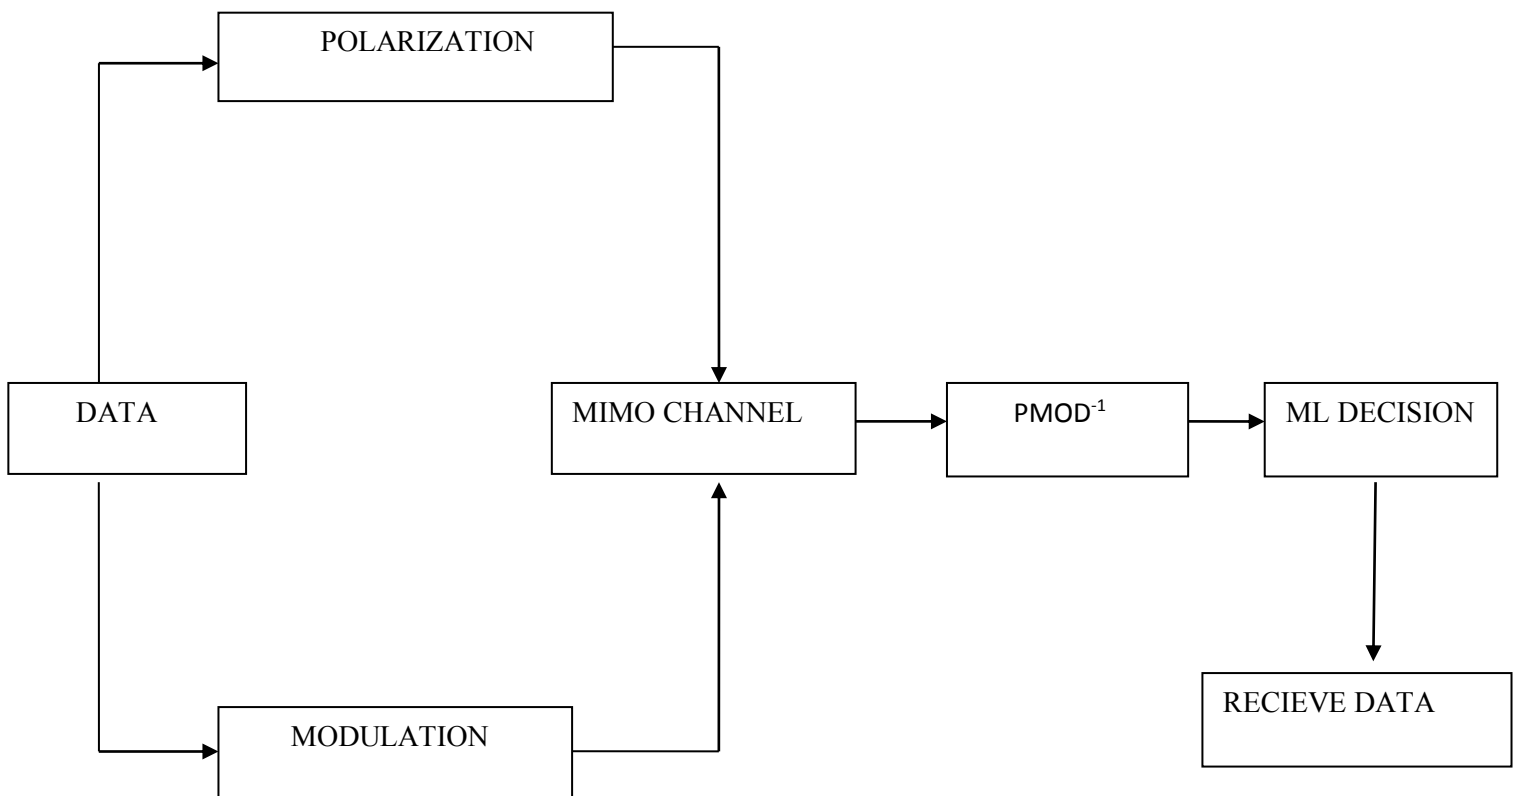 POLARIZATION
DATA
MIMO CHANNEL
PMOD⁻¹
ML DECISION
RECIEVE DATA
MODULATION